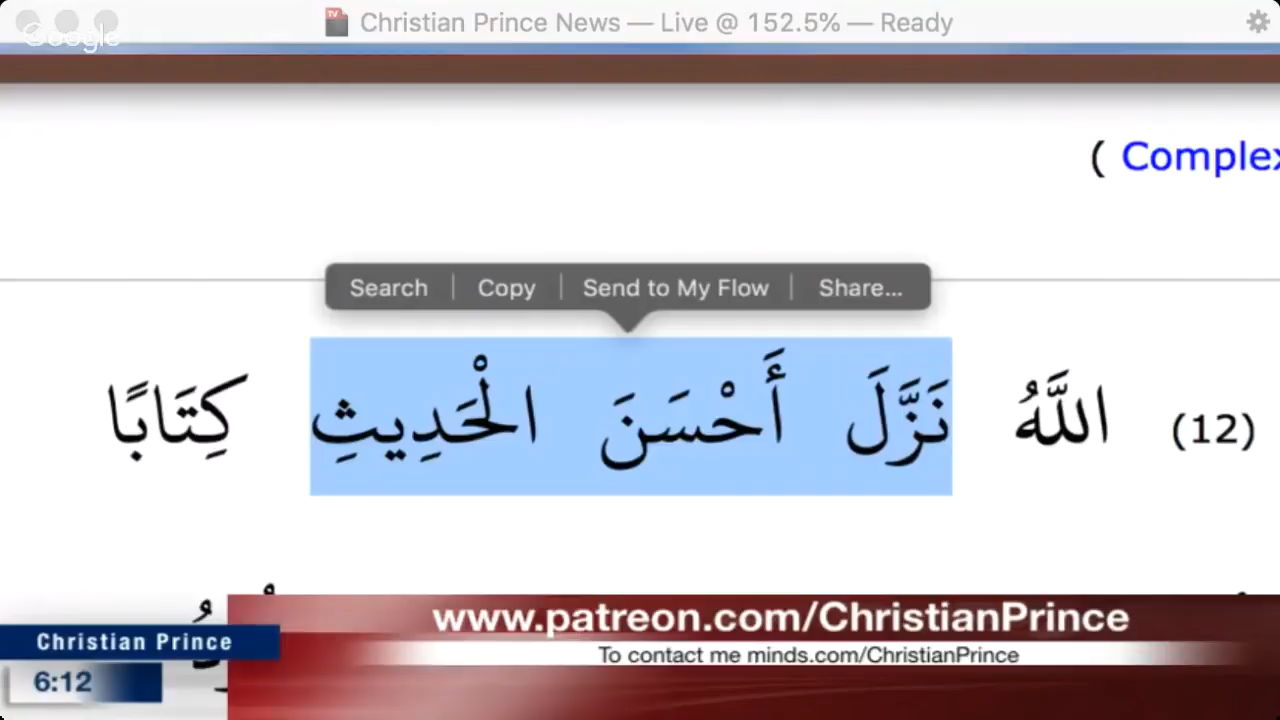 Christian Prince News — Live @ 152.5% — Ready
Google
( Complex
Search | Copy | Send to My Flow | Share...
(12) اللَّهُ نَزَّلَ أَحْسَنَ الْحَدِيثِ كِتَابًا
www.patreon.com/ChristianPrince
Christian Prince
To contact me minds.com/ChristianPrince
6:12